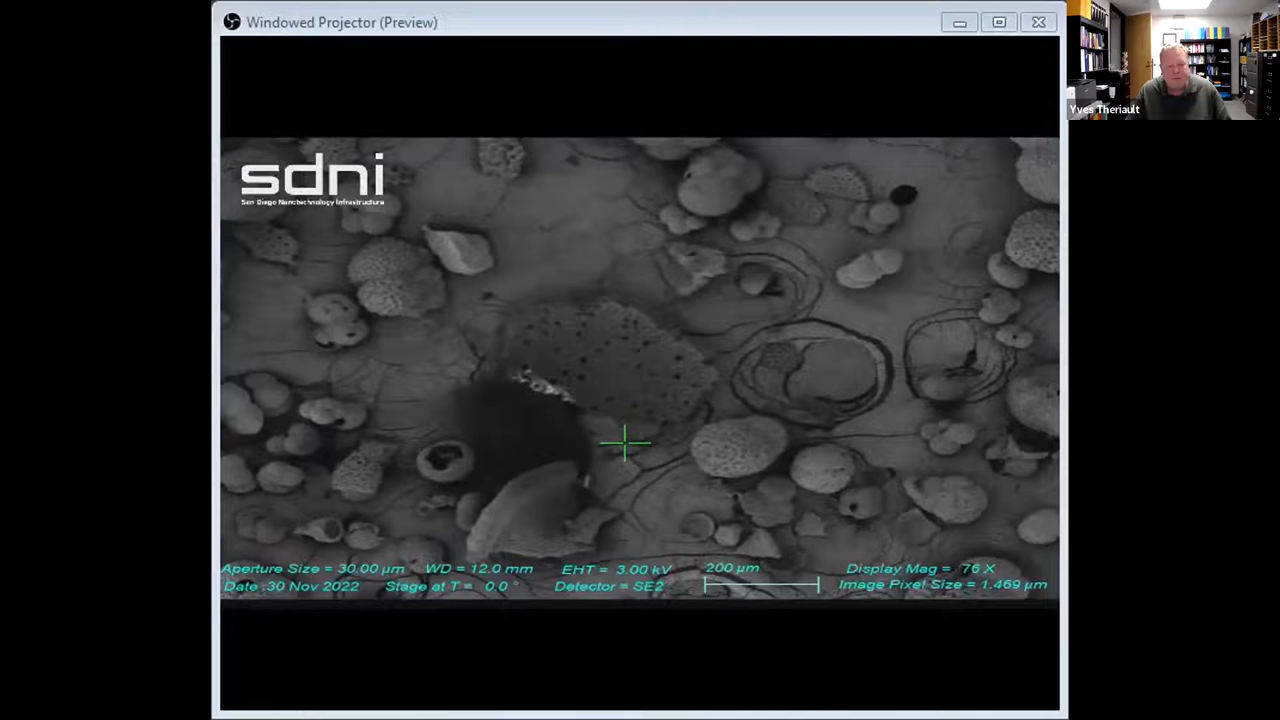 Windowed Projector (Preview)
Yves Theriault
sdni
San Diego Nanotechnology Infrastructure
Aperture Size = 30.00 µm WD = 12.0 mm EHT = 3.00 kV 200 µm Display Mag = 76 X
Date :30 Nov 2022 Stage at T = 0.0 ° Detector = SE2 Image Pixel Size = 1.469 µm